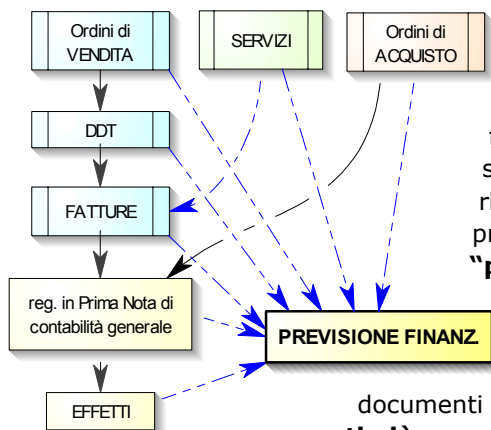 Ordini di
VENDITA
SERVIZI
Ordini di
ACQUISTO
DDT
FATTURE
reg. in Prima Nota di
contabilità generale
PREVISIONE FINANZ.
EFFETTI
documenti